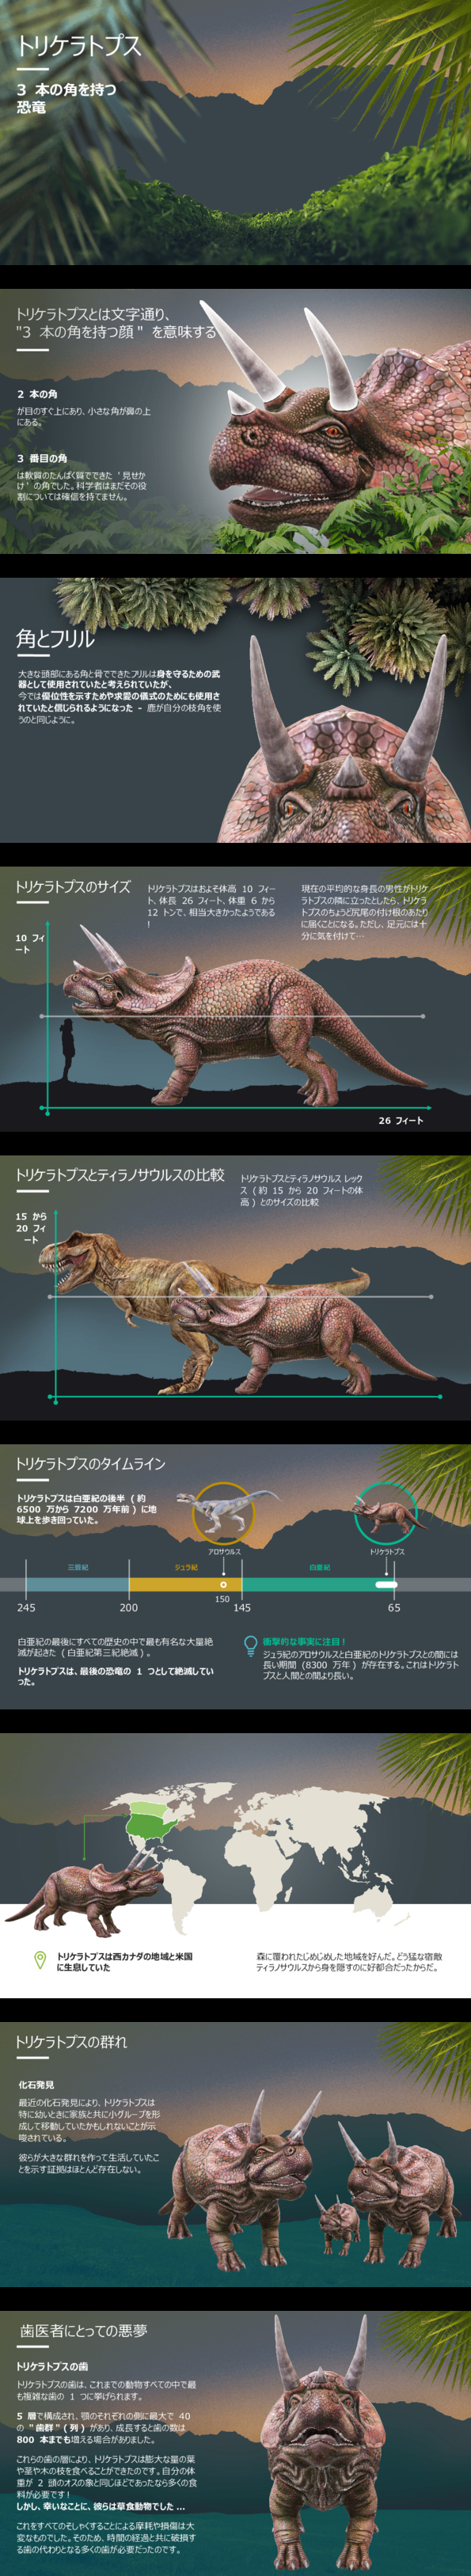 トリケラトプス
3 本の角を持つ
恐竜
トリケラトプスとは文字通り、
"3 本の角を持つ顔 " を意味する
2 本の角
が目のすぐ上にあり、小さな角が鼻の上
にある。
3 番目の角
は軟質のたんぱく質でできた ' 見せか
け ' の角でした。科学者はまだその役
割については確信を持てません。
角とフリル
大きな頭部にある角と骨でできたフリルは身を守るための武
器として使用されていたと考えられていたが、
今では優位性を示すためや求愛の儀式のためにも使用さ
れていたと信じられるようになった - 鹿が自分の枝角を使
うのと同じように。
トリケラトプスのサイズ
トリケラトプスはおよそ体高 10 フィー
ト、体長 26 フィート、体重 6 から
12 トンで、相当大きかったようである
!
現在の平均的な身長の男性がトリケ
ラトプスの隣に立ったとしたら、トリケラ
トプスのちょうど尻尾の付け根のあたり
に届くことになる。ただし、足元には十
分に気を付けて…
10 フィ
ート
26 フィート
トリケラトプスとティラノサウルスの比較
トリケラトプスとティラノサウルス レック
ス ( 約 15 から 20 フィートの体
高 ) とのサイズの比較
15 から
20 フィ
ート
トリケラトプスのタイムライン
トリケラトプスは白亜紀の後半 ( 約
6500 万から 7200 万年前 ) に地
球上を歩き回っていた。
アロサウルス
トリケラトプス
三畳紀
ジュラ紀
白亜紀
245
200
150
145
65
白亜紀の最後にすべての歴史の中で最も有名な大量絶
滅が起きた ( 白亜紀第三紀絶滅 ) 。
トリケラトプスは、最後の恐竜の 1 つとして絶滅してい
った。
衝撃的な事実に注目 !
ジュラ紀のアロサウルスと白亜紀のトリケラトプスとの間には
長い期間 (8300 万年 ) が存在する。これはトリケラト
プスと人間との間より長い。
トリケラトプスは西カナダの地域と米国
に生息していた
森に覆われたじめじめした地域を好んだ。どう猛な宿敵
ティラノサウルスから身を隠すのに好都合だったからだ。
トリケラトプスの群れ
化石発見
最近の化石発見により、トリケラトプスは
特に幼いときに家族と共に小グループを形
成して移動していたかもしれないことが示
唆されている。
彼らが大きな群れを作って生活していたこ
とを示す証拠はほとんど存在しない。
歯医者にとっての悪夢
トリケラトプスの歯
トリケラトプスの歯は、これまでの動物すべての中で最
も複雑な歯の 1 つに挙げられます。
5 層で構成され、顎のそれぞれの側に最大で 40
の " 歯群 " ( 列 ) があり、成長すると歯の数は
800 本までも増える場合がありました。
これらの歯の層により、トリケラトプスは膨大な量の葉
や茎や木の枝を食べることができたのです。自分の体
重が 2 頭のオスの象と同じほどであったなら多くの食
料が必要です !
しかし、幸いなことに、彼らは草食動物でした ...
これをすべてのそしゃくすることによる摩耗や損傷は大
変なものでした。そのため、時間の経過と共に破損す
る歯の代わりとなる多くの歯が必要だったのです。